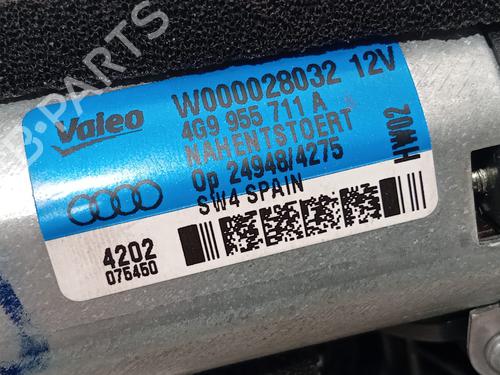 Valeo
W000028032 12V
4G9 955 711 A
NAHENTSTOERT
Op 24948/4275
SW4 SPAIN
HW02
4202
075450
B-PARTS